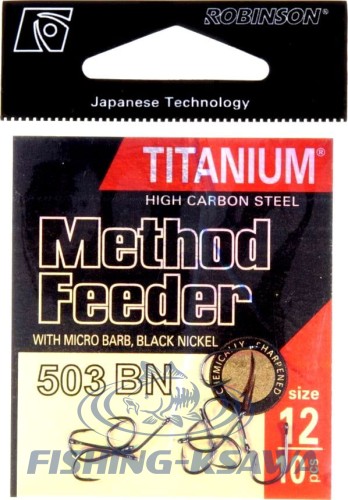 ROBINSON®
Japanese Technology
TITANIUM®
HIGH CARBON STEEL
Method
Feeder
WITH MICRO BARB, BLACK NICKEL
503 BN
CHEMICALLY SHARPENED
size
12
10 pcs
FISHING-KSAWA